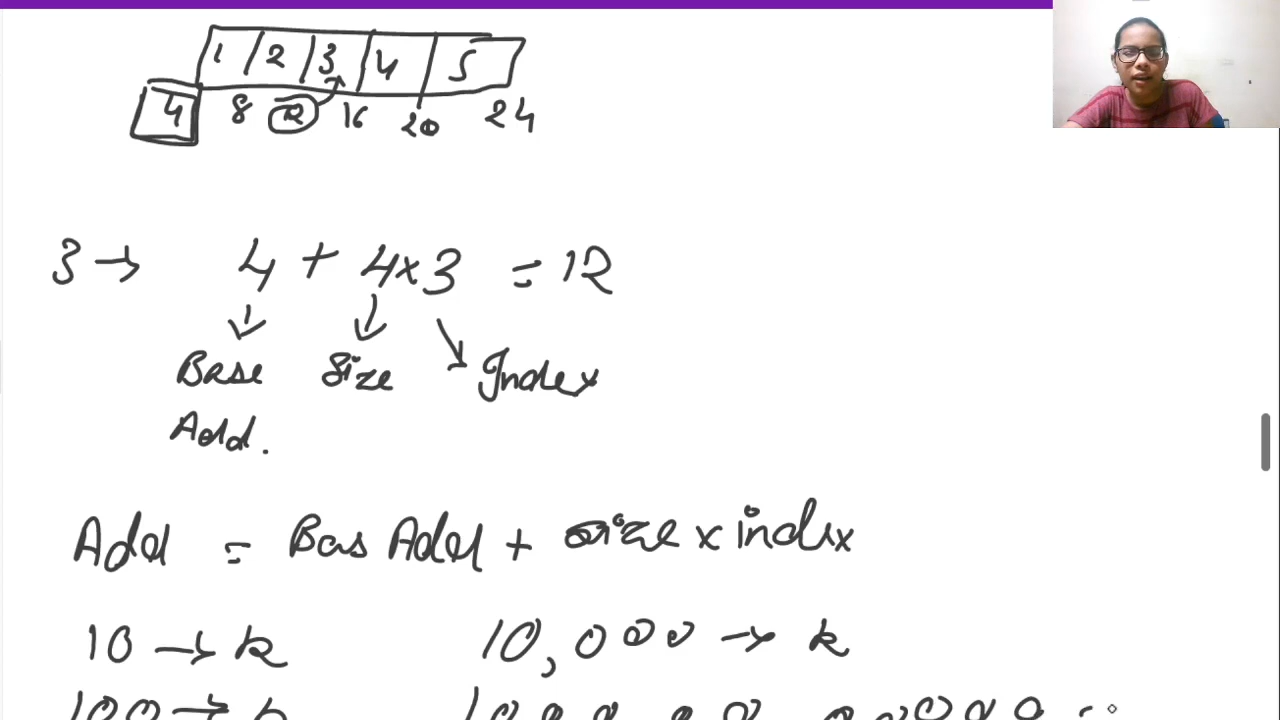 1 2 3 4 5
4 8 12 16 20 24
3 → 4 + 4×3 = 12
Base Size Index
Add.
Add = Bas Add + size × index
10 → k 10,000 → k
100 → k